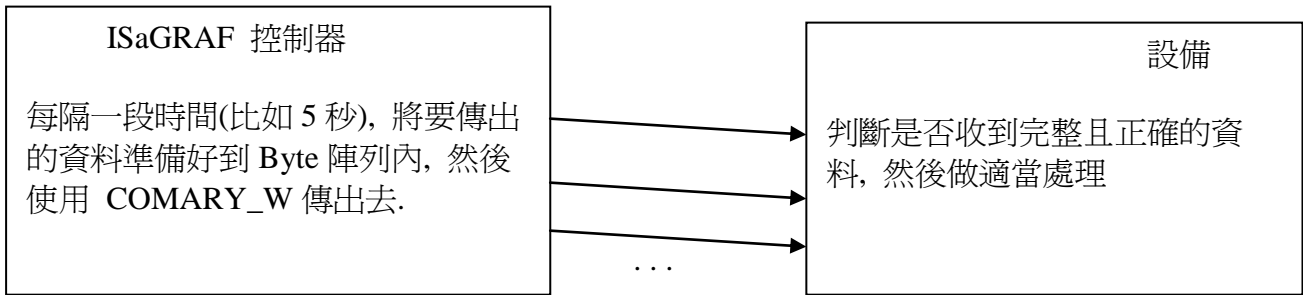 ISaGRAF 控制器
每隔一段時間(比如 5 秒), 將要傳出
的資料準備好到 Byte 陣列內, 然後
使用 COMARY_W 傳出去.
. . .
設備
判斷是否收到完整且正確的資
料, 然後做適當處理